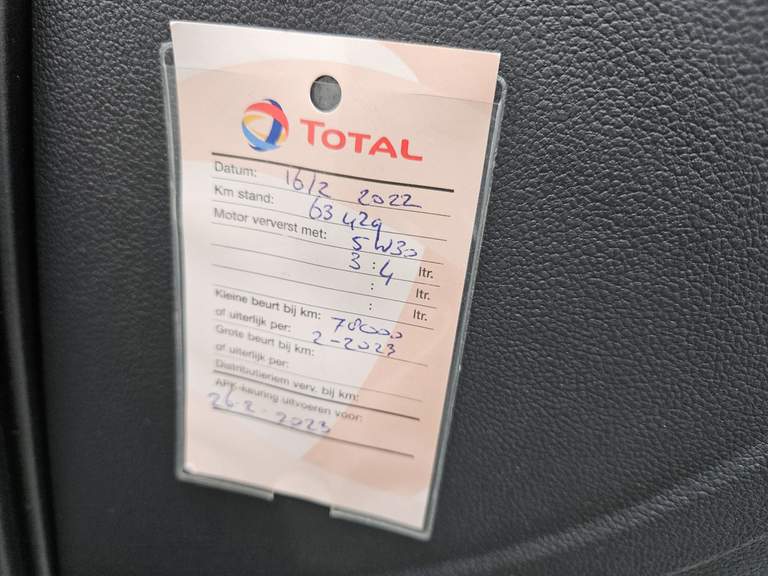 TOTAL
Datum: 16/2 2022
Km stand: 63429
Motor ververst met: 5W30
3:4 ltr.
: ltr.
: ltr.
Kleine beurt bij km: 78000
of uiterlijk per: 2-2023
Grote beurt bij km:
of uiterlijk per:
Distributieriem verv. bij km:
APK-keuring uitvoeren voor:
26-2-2023